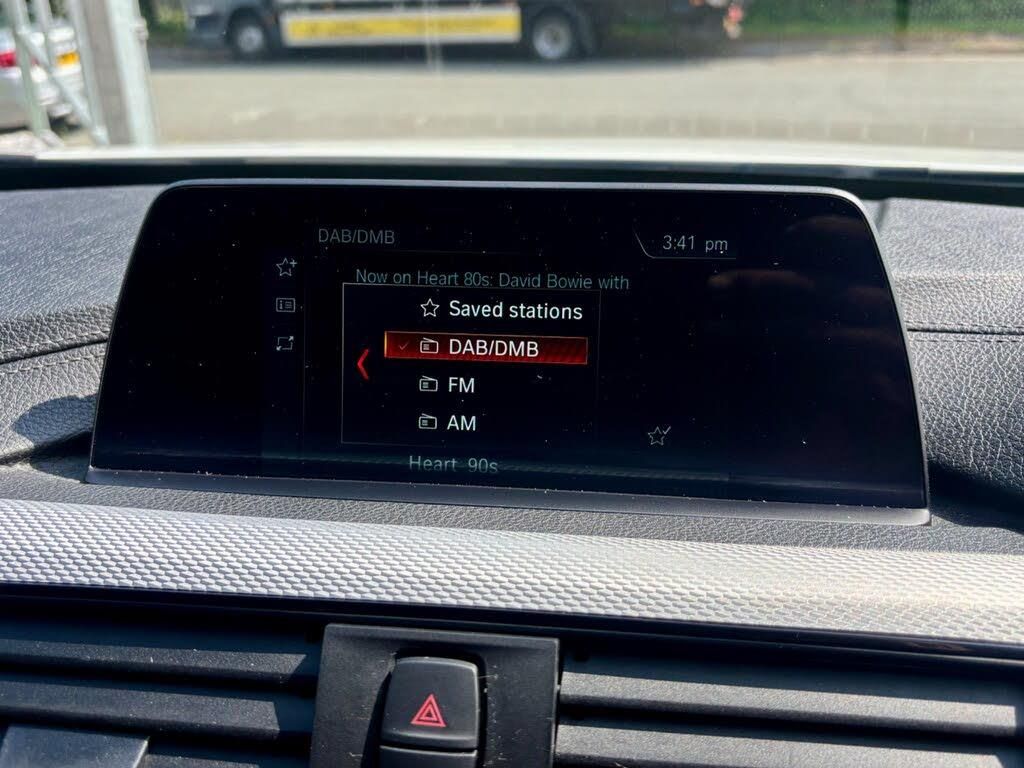 DAB/DMB
3:41 pm
Now on Heart 80s: David Bowie with
Saved stations
DAB/DMB
FM
AM
Heart 90s